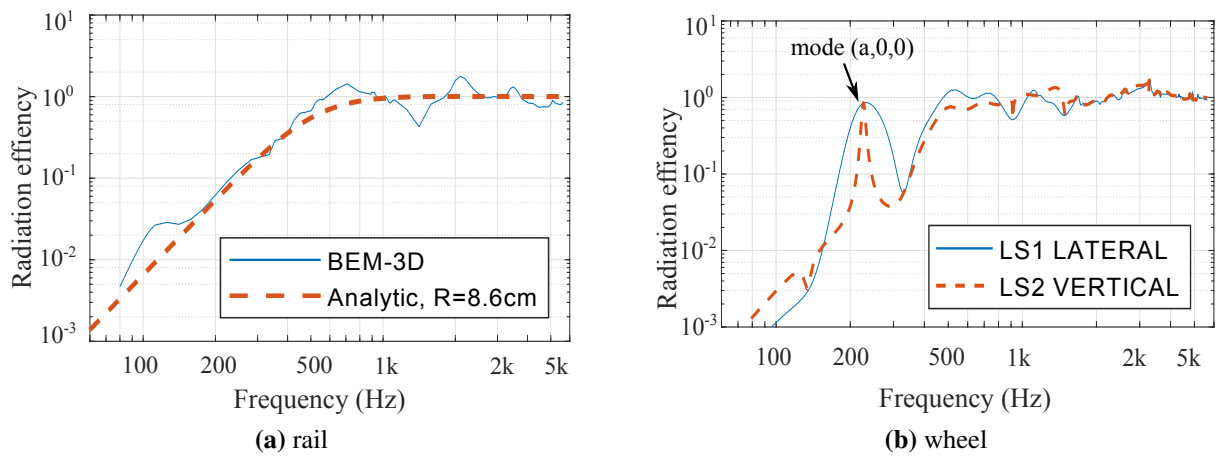 10^1
10^0
10^-1
10^-2
10^-3
Radiation effiency
BEM-3D
Analytic, R=8.6cm
100 200 500 1k 2k 5k
Frequency (Hz)
(a) rail
10^1
10^0
10^-1
10^-2
10^-3
Radiation effiency
mode (a,0,0)
LS1 LATERAL
LS2 VERTICAL
100 200 500 1k 2k 5k
Frequency (Hz)
(b) wheel